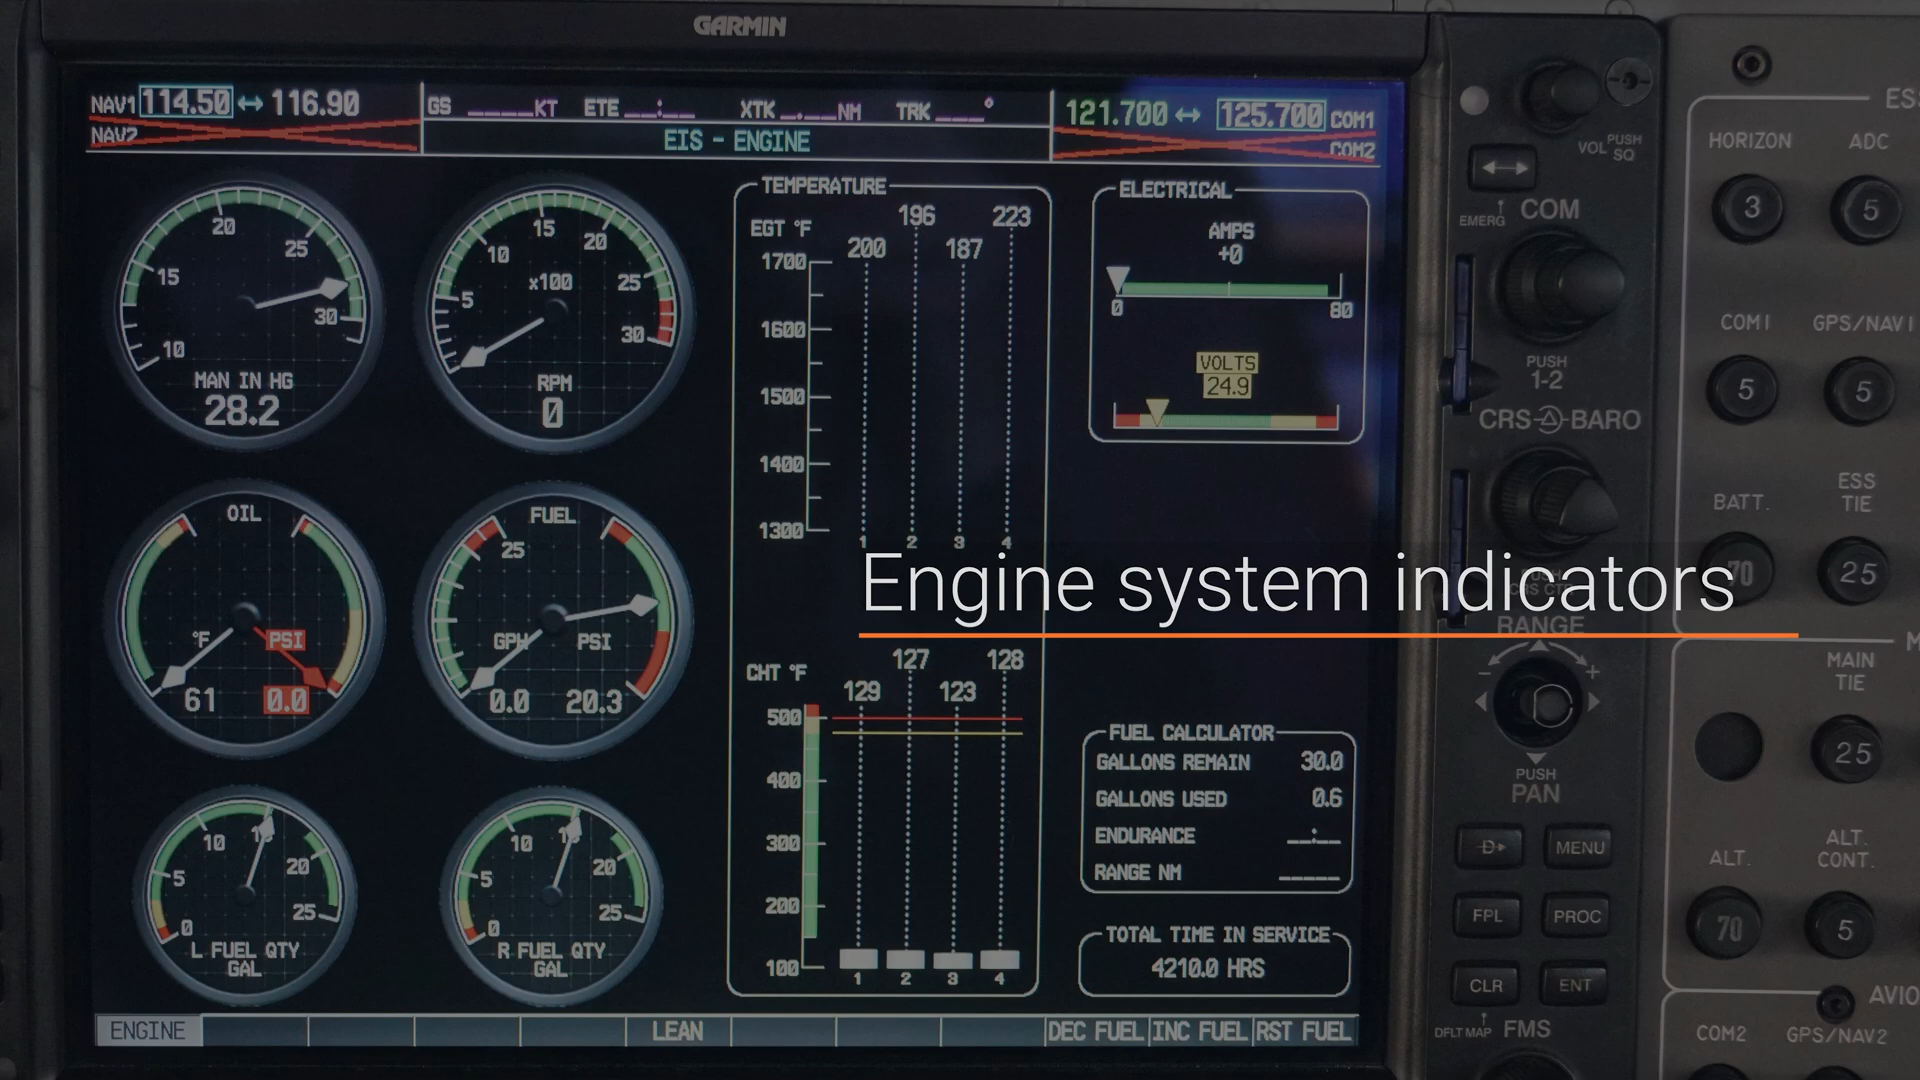 GARMIN
NAV1 114.50 ↔ 116.90
NAV2
GS ____KT ETE __:__ XTK _.__NM TRK ___°
EIS - ENGINE
121.700 ↔ 125.700 COM1
COM2
10 15 20 25 30
MAN IN HG
28.2
5 10 15 20 25 30
x100
RPM
0
OIL
°F PSI
61 0.0
FUEL
25
GPH PSI
0.0 20.3
0 5 10 20 25
L FUEL QTY
GAL
0 5 10 20 25
R FUEL QTY
GAL
TEMPERATURE
EGT °F
200 196 187 223
1700
1600
1500
1400
1300
1 2 3 4
CHT °F
129 127 123 128
500
400
300
200
100
1 2 3 4
ELECTRICAL
AMPS
+0
0 80
VOLTS
24.9
Engine system indicators
FUEL CALCULATOR
GALLONS REMAIN 30.0
GALLONS USED 0.6
ENDURANCE __:__
RANGE NM _____
TOTAL TIME IN SERVICE
4210.0 HRS
ENGINE LEAN DEC FUEL INC FUEL RST FUEL
VOL PUSH
SQ
↔
EMERG COM
PUSH
1-2
CRS BARO
RANGE
- +
PUSH
PAN
D MENU
FPL PROC
CLR ENT
DFLT MAP FMS
HORIZON ADC
3 5
COM1 GPS/NAV1
5 5
BATT. ESS
TIE
70 25
MAIN
TIE
25
ALT. ALT.
CONT.
70 5
AVIO
COM2 GPS/NAV2